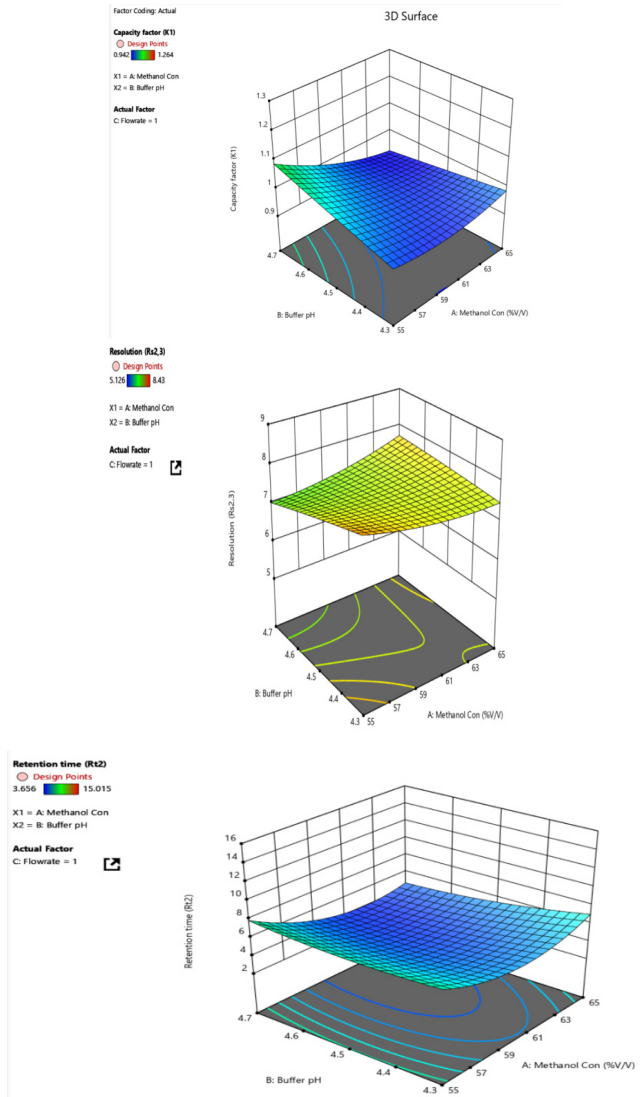 Factor Coding: Actual
3D Surface
Capacity factor (K1)
Design Points
0.942 1.264
X1 = A: Methanol Con
X2 = B: Buffer pH
Actual Factor
C: Flowrate = 1
1.3
1.2
1.1
1
0.9
Capacity factor (K1)
4.7
4.6
4.5
4.4
4.3
B: Buffer pH
55
57
59
61
63
65
A: Methanol Con (%V/V)
Resolution (Rs2,3)
Design Points
5.126 8.43
X1 = A: Methanol Con
X2 = B: Buffer pH
Actual Factor
C: Flowrate = 1
9
8
7
6
5
Resolution (Rs2,3)
4.7
4.6
4.5
4.4
4.3
B: Buffer pH
55
57
59
61
63
65
A: Methanol Con (%V/V)
Retention time (Rt2)
Design Points
3.656 15.015
X1 = A: Methanol Con
X2 = B: Buffer pH
Actual Factor
C: Flowrate = 1
16
14
12
10
8
6
4
2
Retention time (Rt2)
4.7
4.6
4.5
4.4
4.3
B: Buffer pH
55
57
59
61
63
65
A: Methanol Con (%V/V)